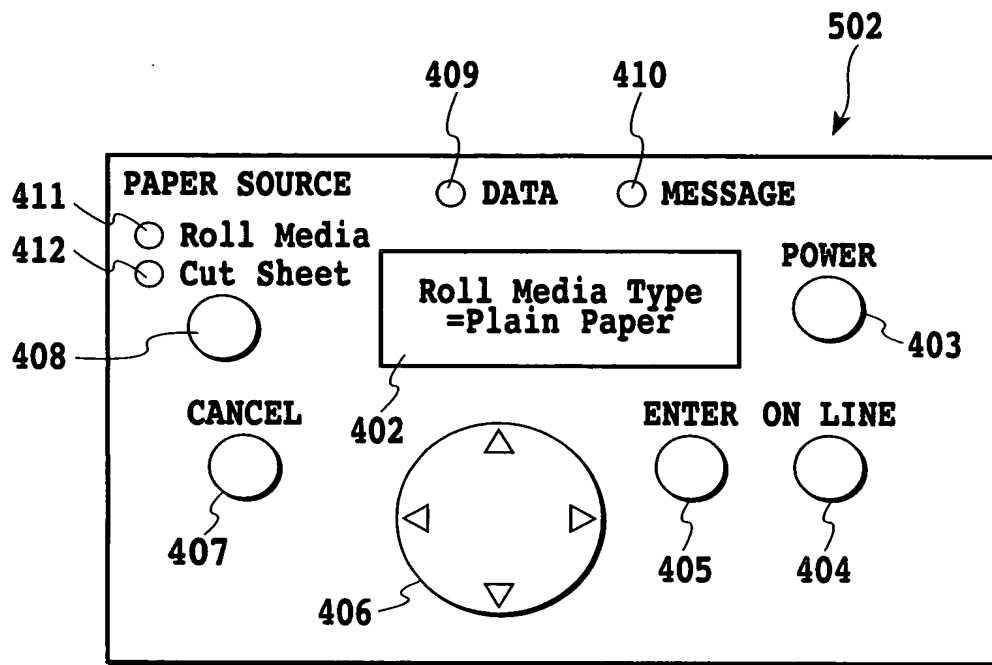 502
409
410
PAPER SOURCE
DATA
MESSAGE
411
Roll Media
412
Cut Sheet
POWER
Roll Media Type
=Plain Paper
408
403
CANCEL
402
ENTER
ON LINE
407
406
405
404